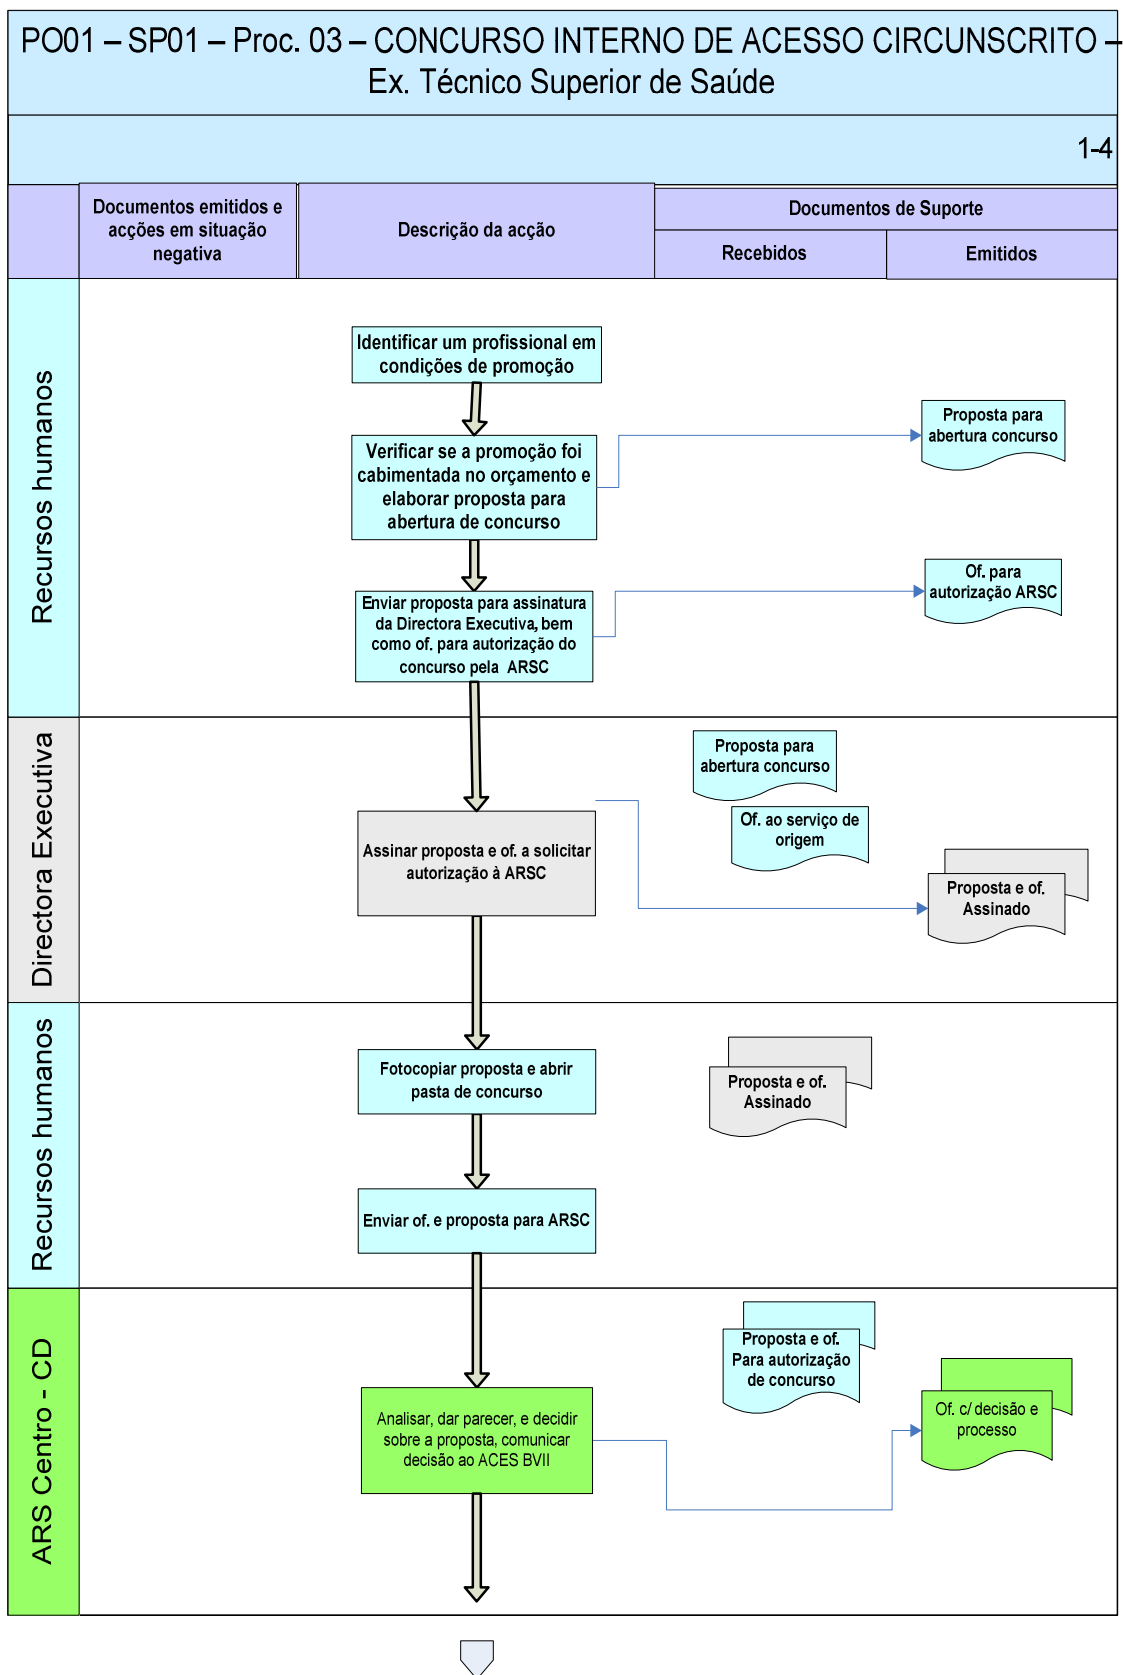 PO01 – SP01 – Proc. 03 – CONCURSO INTERNO DE ACESSO CIRCUNSCRITO –
Ex. Técnico Superior de Saúde
1-4
Documentos emitidos e
acções em situação
negativa
Descrição da acção
Documentos de Suporte
Recebidos
Emitidos
Recursos humanos
Identificar um profissional em
condições de promoção
Verificar se a promoção foi
cabimentada no orçamento e
elaborar proposta para
abertura de concurso
Proposta para
abertura concurso
Enviar proposta para assinatura
da Directora Executiva, bem
como of. para autorização do
concurso pela ARSC
Of. para
autorização ARSC
Directora Executiva
Proposta para
abertura concurso
Of. ao serviço de
origem
Assinar proposta e of. a solicitar
autorização à ARSC
Proposta e of.
Assinado
Recursos humanos
Fotocopiar proposta e abrir
pasta de concurso
Proposta e of.
Assinado
Enviar of. e proposta para ARSC
ARS Centro - CD
Proposta e of.
Para autorização
de concurso
Analisar, dar parecer, e decidir
sobre a proposta, comunicar
decisão ao ACES BVII
Of. c/ decisão e
processo